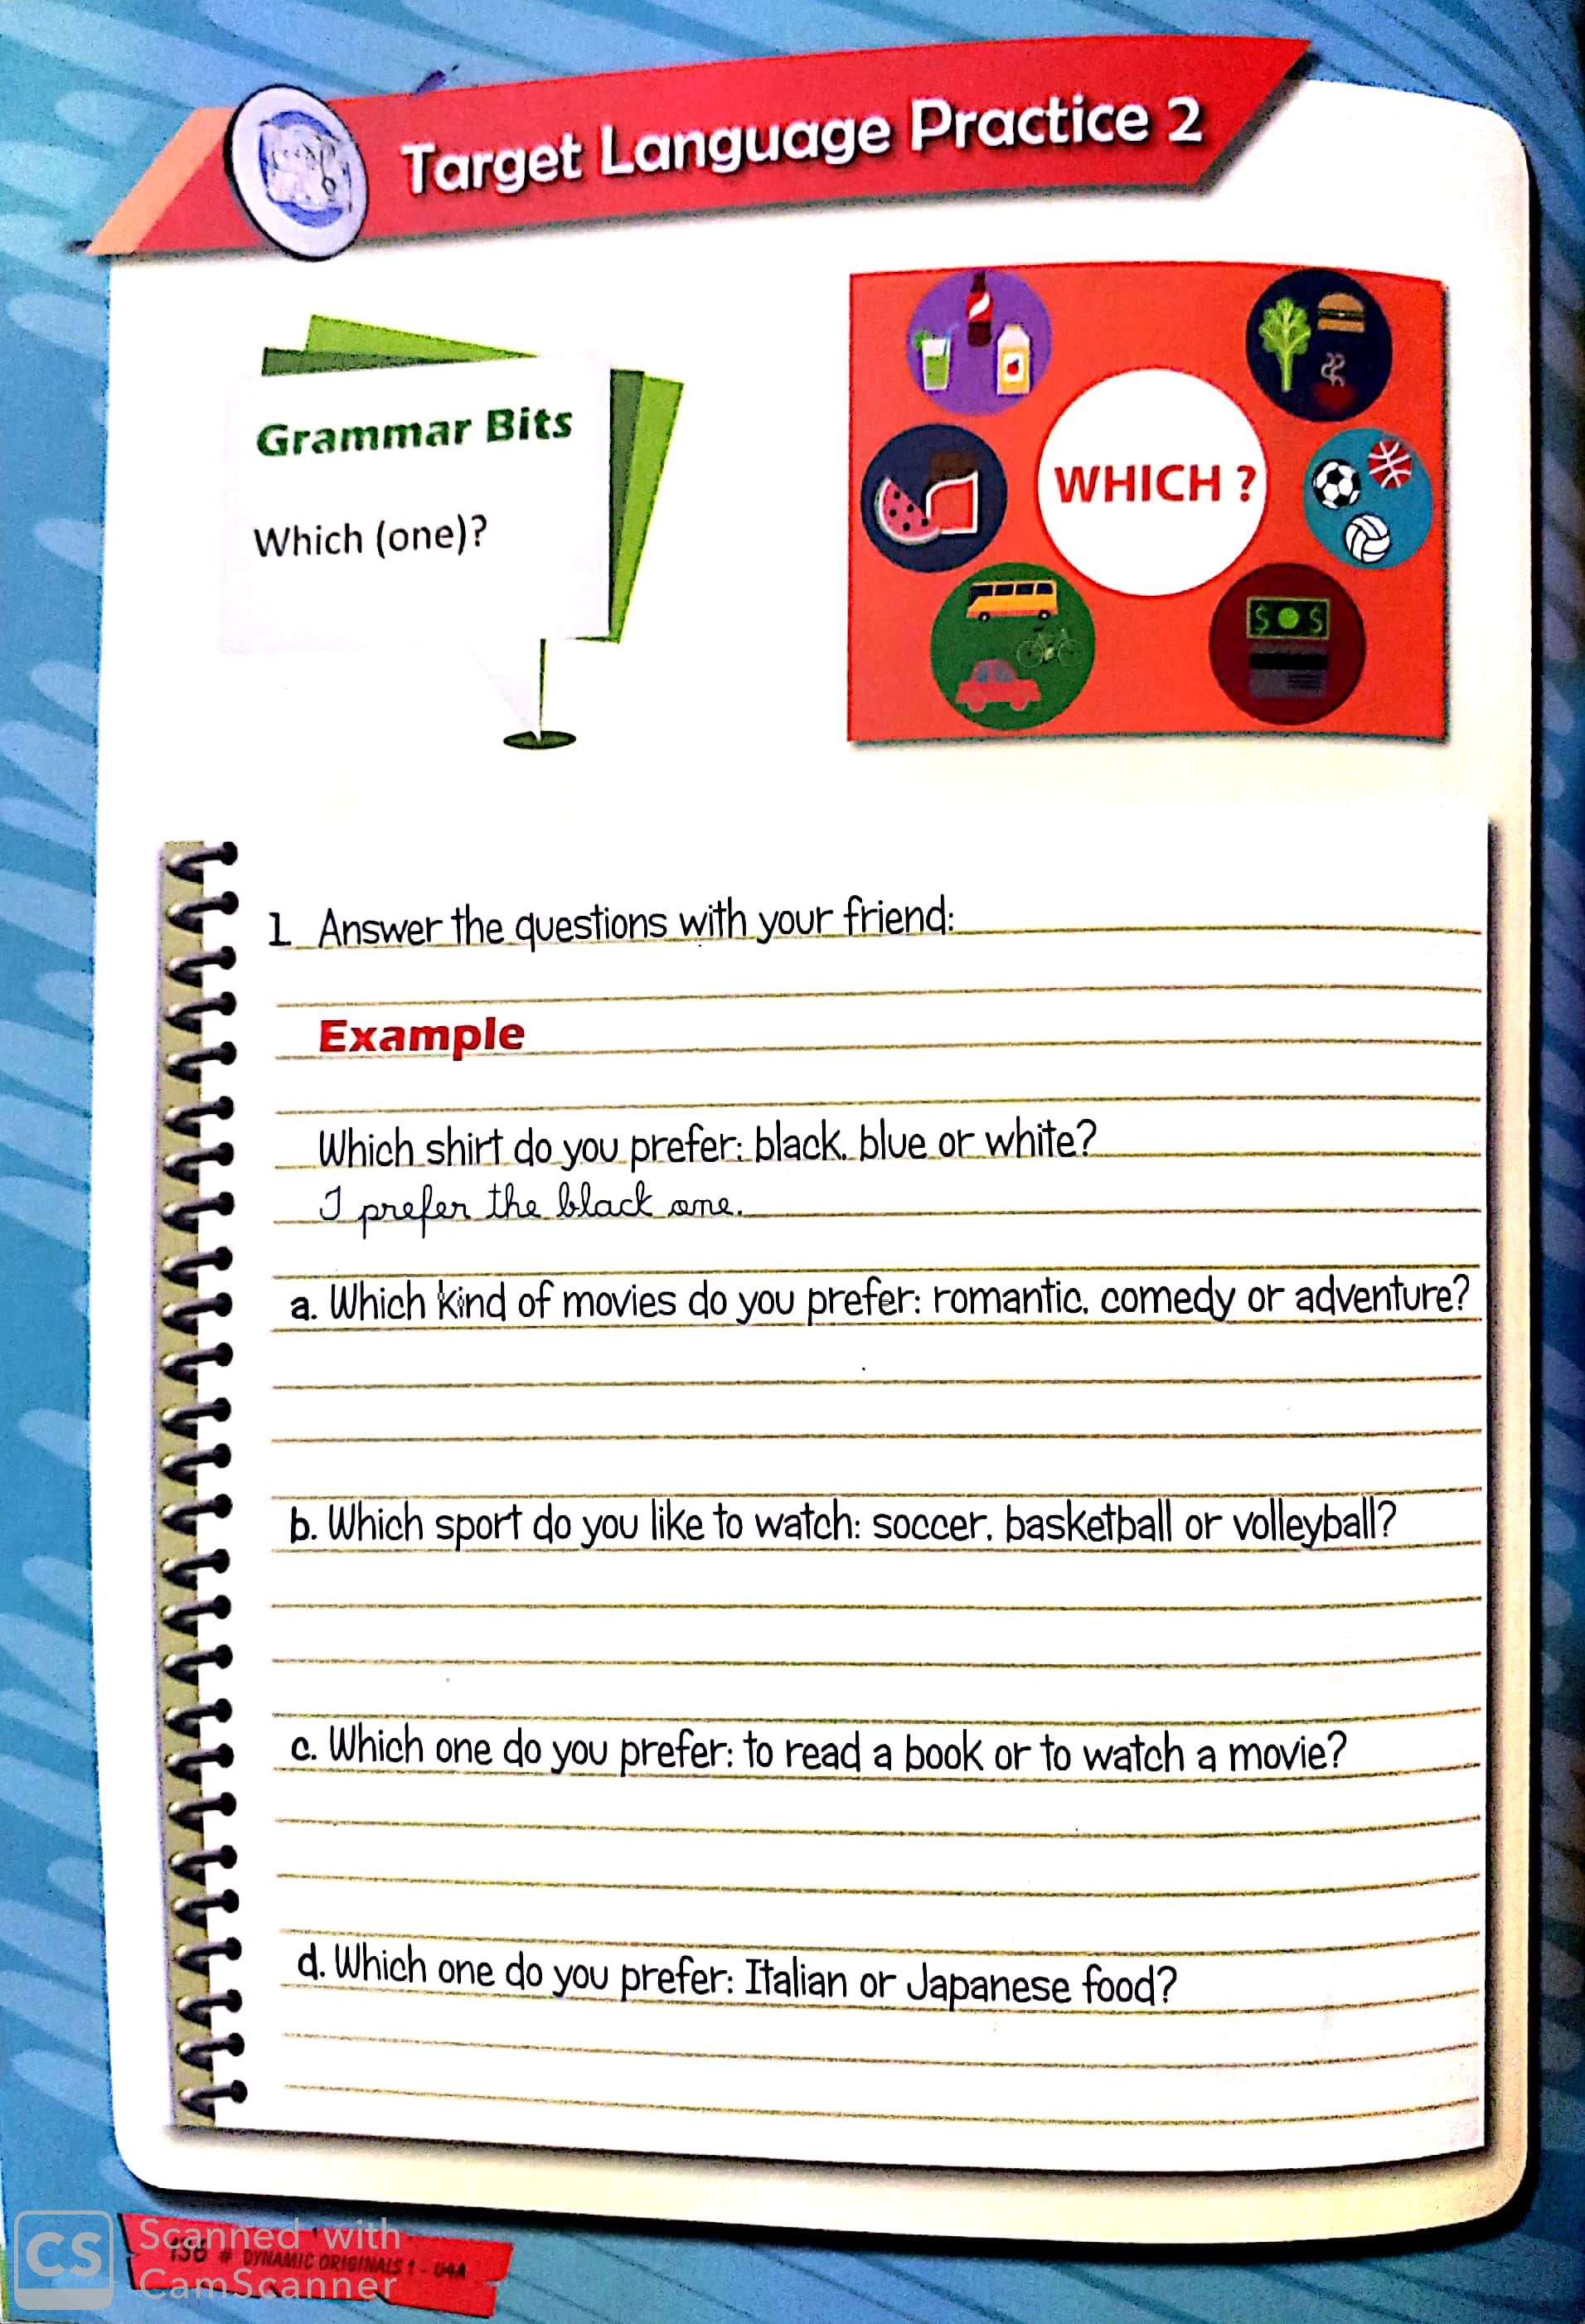 Target Language Practice 2
Grammar Bits
Which (one)?
WHICH ?
$ $
1 Answer the questions with your friend:
Example
Which shirt do you prefer: black, blue or white?
I prefer the black one.
a. Which kind of movies do you prefer: romantic, comedy or adventure?
b. Which sport do you like to watch: soccer, basketball or volleyball?
c. Which one do you prefer: to read a book or to watch a movie?
d. Which one do you prefer: Italian or Japanese food?
156 # DYNAMIC ORIGINALS 1 - U4A
CS Scanned with
CamScanner